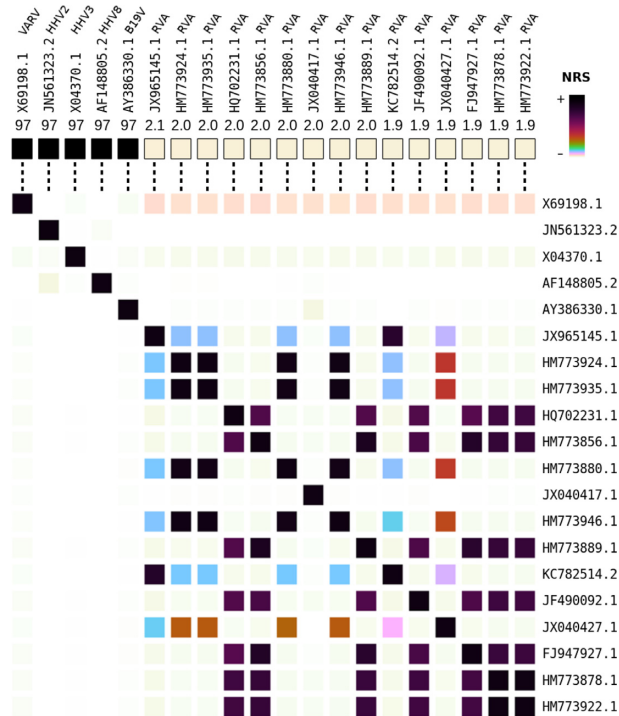 X69198.1 VARV
JN561323.2 HHV2
X04370.1 HHV3
AF148805.2 HHV8
AY386330.1 B19V
JX965145.1 RVA
HM773924.1 RVA
HM773935.1 RVA
HQ702231.1 RVA
HM773856.1 RVA
HM773880.1 RVA
JX040417.1 RVA
HM773946.1 RVA
HM773889.1 RVA
KC782514.2 RVA
JF490092.1 RVA
JX040427.1 RVA
FJ947927.1 RVA
HM773878.1 RVA
HM773922.1 RVA
97 97 97 97 97 2.1 2.0 2.0 2.0 2.0 2.0 2.0 2.0 2.0 1.9 1.9 1.9 1.9 1.9 1.9
NRS
+
–
X69198.1
JN561323.2
X04370.1
AF148805.2
AY386330.1
JX965145.1
HM773924.1
HM773935.1
HQ702231.1
HM773856.1
HM773880.1
JX040417.1
HM773946.1
HM773889.1
KC782514.2
JF490092.1
JX040427.1
FJ947927.1
HM773878.1
HM773922.1